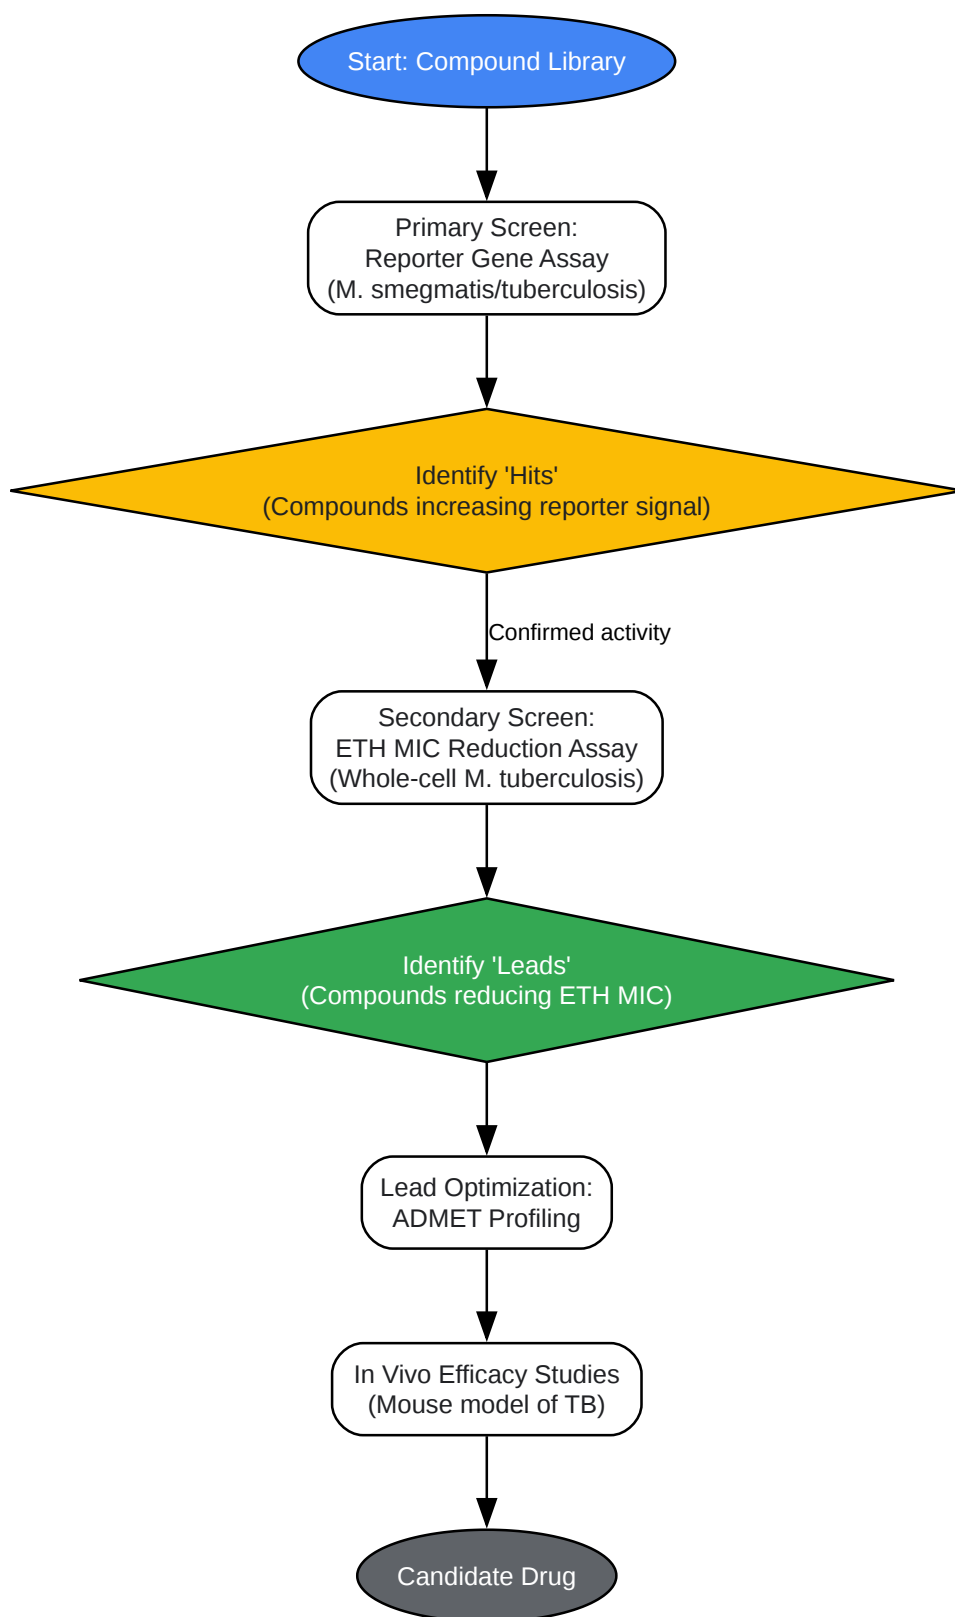 Start: Compound Library
Primary Screen:
Reporter Gene Assay
(M. smegmatis/tuberculosis)
Identify 'Hits'
(Compounds increasing reporter signal)
Confirmed activity
Secondary Screen:
ETH MIC Reduction Assay
(Whole-cell M. tuberculosis)
Identify 'Leads'
(Compounds reducing ETH MIC)
Lead Optimization:
ADMET Profiling
In Vivo Efficacy Studies
(Mouse model of TB)
Candidate Drug